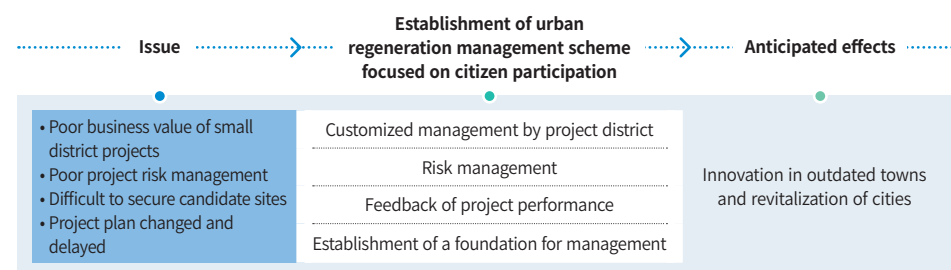 Issue
Establishment of urban
regeneration management scheme
focused on citizen participation
Anticipated effects
• Poor business value of small
district projects
• Poor project risk management
• Difficult to secure candidate sites
• Project plan changed and
delayed
Customized management by project district
Risk management
Feedback of project performance
Establishment of a foundation for management
Innovation in outdated towns
and revitalization of cities